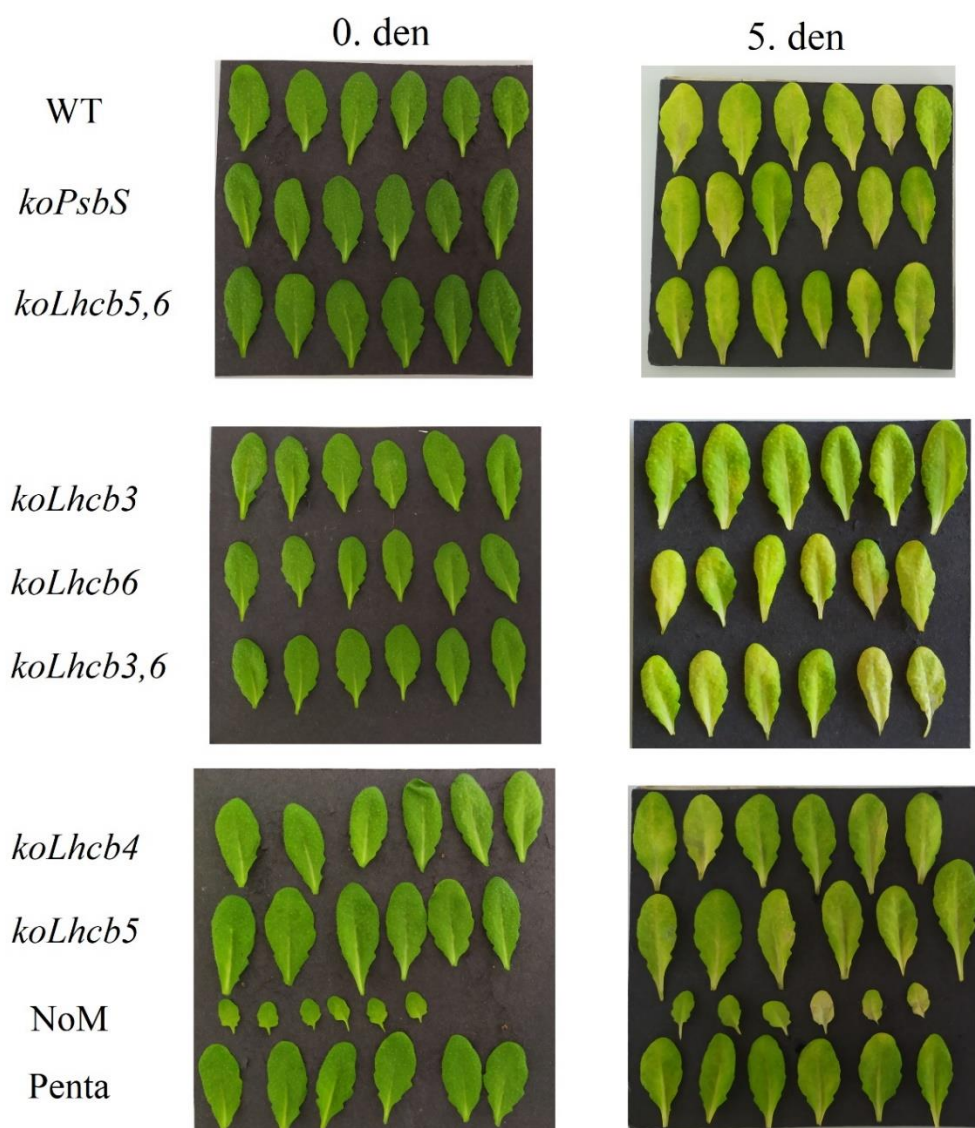 0. den 5. den
WT
koPsbS
koLhcb5,6
koLhcb3
koLhcb6
koLhcb3,6
koLhcb4
koLhcb5
NoM
Penta